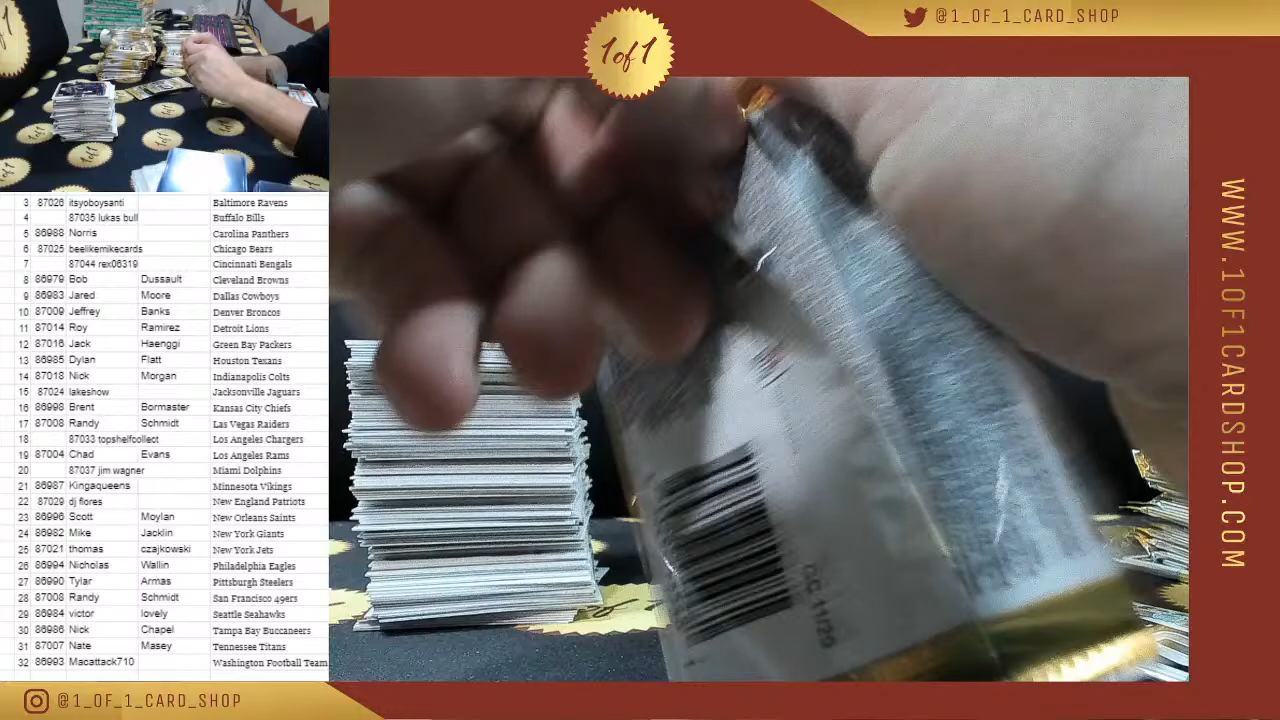 1of1
@1_OF_1_CARD_SHOP
3 87026 itsyoboysanti Baltimore Ravens
4 87035 lukas bull Buffalo Bills
5 86988 Norris Carolina Panthers
6 87025 beelikemikecards Chicago Bears
7 87044 rex06319 Cincinnati Bengals
8 86979 Bob Dussault Cleveland Browns
9 86983 Jared Moore Dallas Cowboys
10 87009 Jeffrey Banks Denver Broncos
11 87014 Roy Ramirez Detroit Lions
12 87016 Jack Haenggi Green Bay Packers
13 86985 Dylan Flatt Houston Texans
14 87018 Nick Morgan Indianapolis Colts
15 87024 lakeshow Jacksonville Jaguars
16 86998 Brent Bormaster Kansas City Chiefs
17 87008 Randy Schmidt Las Vegas Raiders
18 87033 topshelfcollect Los Angeles Chargers
19 87004 Chad Evans Los Angeles Rams
20 87037 jim wagner Miami Dolphins
21 86987 Kingaqueens Minnesota Vikings
22 87029 dj flores New England Patriots
23 86996 Scott Moylan New Orleans Saints
24 86982 Mike Jacklin New York Giants
25 87021 thomas czajkowski New York Jets
26 86994 Nicholas Wallin Philadelphia Eagles
27 86990 Tylar Armas Pittsburgh Steelers
28 87008 Randy Schmidt San Francisco 49ers
29 86984 victor lovely Seattle Seahawks
30 86986 Nick Chapel Tampa Bay Buccaneers
31 87007 Nate Masey Tennessee Titans
32 86993 Macattack710 Washington Football Team
WWW.1OF1CARDSHOP.COM
@1_OF_1_CARD_SHOP